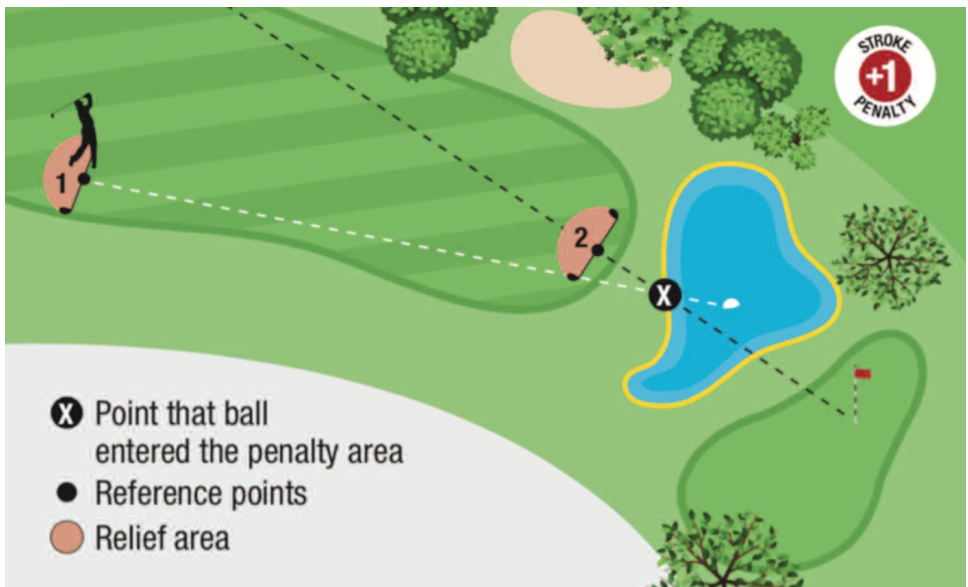 STROKE
+1
PENALTY
1
2
X
X Point that ball
entered the penalty area
Reference points
Relief area